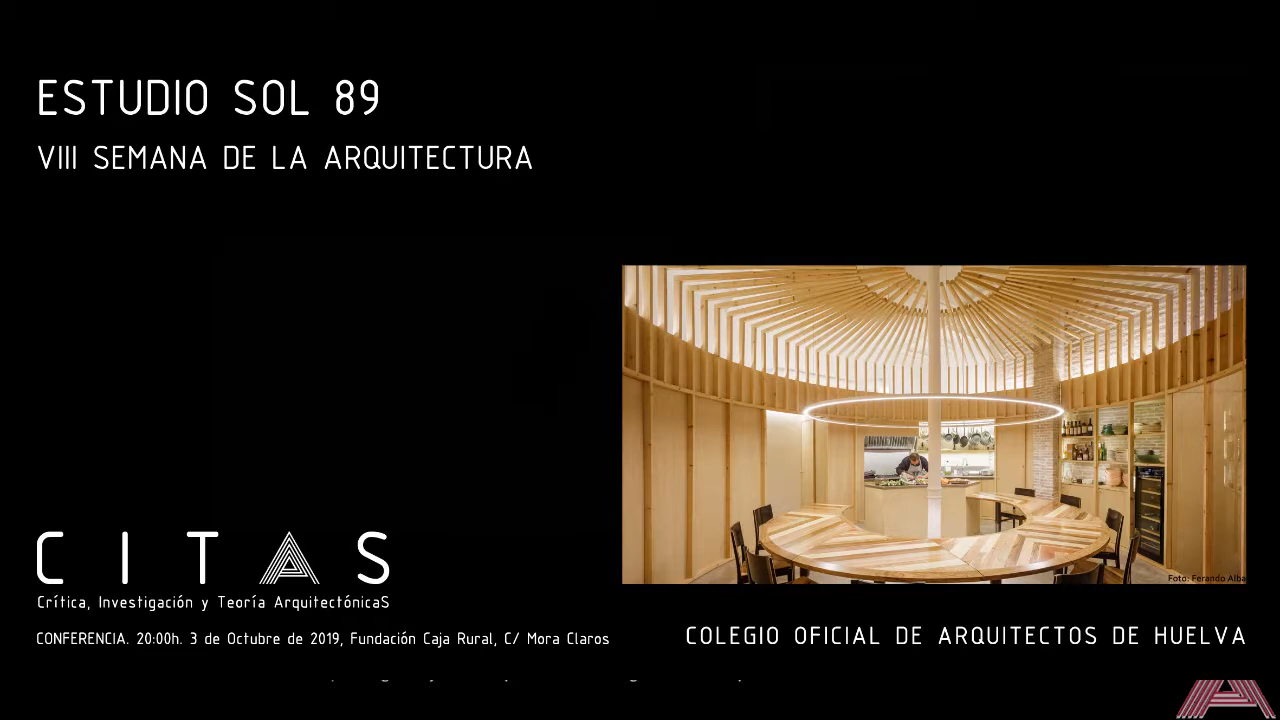 ESTUDIO SOL 89
VIII SEMANA DE LA ARQUITECTURA
CITAS
Crítica, Investigación y Teoría ArquitectónicaS
CONFERENCIA. 20:00h. 3 de Octubre de 2019, Fundación Caja Rural, C/ Mora Claros
Foto: Ferando Alba
COLEGIO OFICIAL DE ARQUITECTOS DE HUELVA